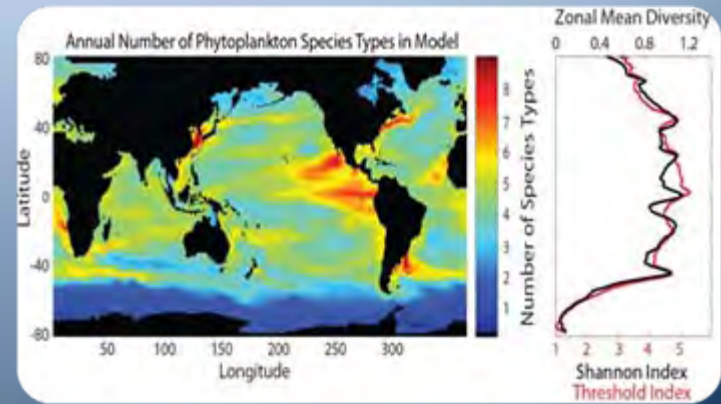 Annual Number of Phytoplankton Species Types in Model
80
40
0
-40
-80
Latitude
50 100 150 200 250 300
Longitude
8
7
6
5
4
3
2
1
Number of Species Types
Zonal Mean Diversity
0 0.4 0.8 1.2
1 2 3 4 5
Shannon Index
Threshold Index